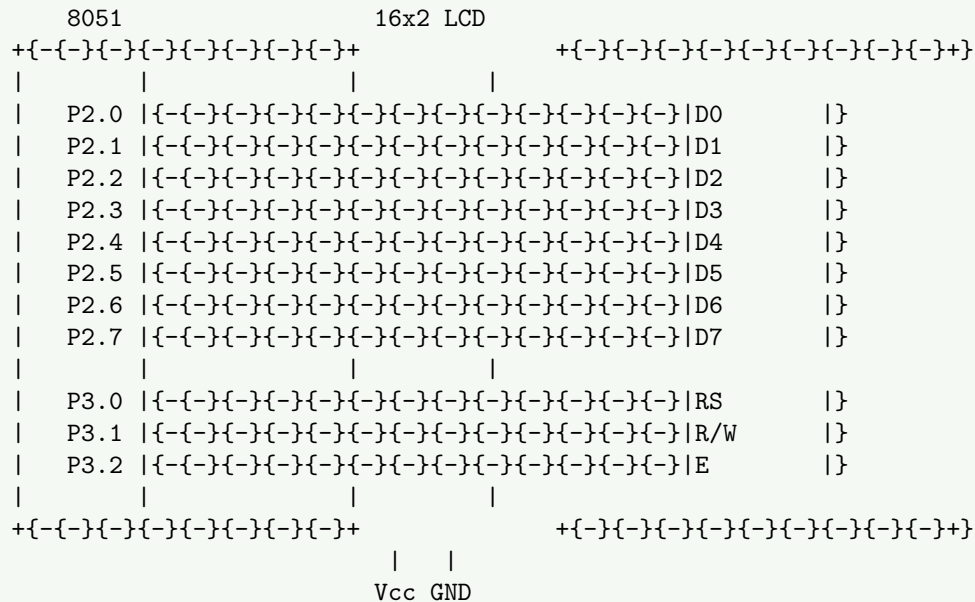 8051                16x2 LCD
+{-{-}{-}{-}{-}{-}{-}{-}+             +{-}{-}{-}{-}{-}{-}{-}{-}{-}+}
|       |             |        |
|   P2.0 |{-{-}{-}{-}{-}{-}{-}{-}{-}{-}{-}{-}{-}{-}{-}{-}|D0       |}
|   P2.1 |{-{-}{-}{-}{-}{-}{-}{-}{-}{-}{-}{-}{-}{-}{-}{-}|D1       |}
|   P2.2 |{-{-}{-}{-}{-}{-}{-}{-}{-}{-}{-}{-}{-}{-}{-}{-}|D2       |}
|   P2.3 |{-{-}{-}{-}{-}{-}{-}{-}{-}{-}{-}{-}{-}{-}{-}{-}|D3       |}
|   P2.4 |{-{-}{-}{-}{-}{-}{-}{-}{-}{-}{-}{-}{-}{-}{-}{-}|D4       |}
|   P2.5 |{-{-}{-}{-}{-}{-}{-}{-}{-}{-}{-}{-}{-}{-}{-}{-}|D5       |}
|   P2.6 |{-{-}{-}{-}{-}{-}{-}{-}{-}{-}{-}{-}{-}{-}{-}{-}|D6       |}
|   P2.7 |{-{-}{-}{-}{-}{-}{-}{-}{-}{-}{-}{-}{-}{-}{-}{-}|D7       |}
|       |             |        |
|   P3.0 |{-{-}{-}{-}{-}{-}{-}{-}{-}{-}{-}{-}{-}{-}{-}{-}|RS       |}
|   P3.1 |{-{-}{-}{-}{-}{-}{-}{-}{-}{-}{-}{-}{-}{-}{-}{-}|R/W      |}
|   P3.2 |{-{-}{-}{-}{-}{-}{-}{-}{-}{-}{-}{-}{-}{-}{-}{-}|E        |}
|       |             |        |
+{-{-}{-}{-}{-}{-}{-}{-}+             +{-}{-}{-}{-}{-}{-}{-}{-}{-}+}
|   |
Vcc GND